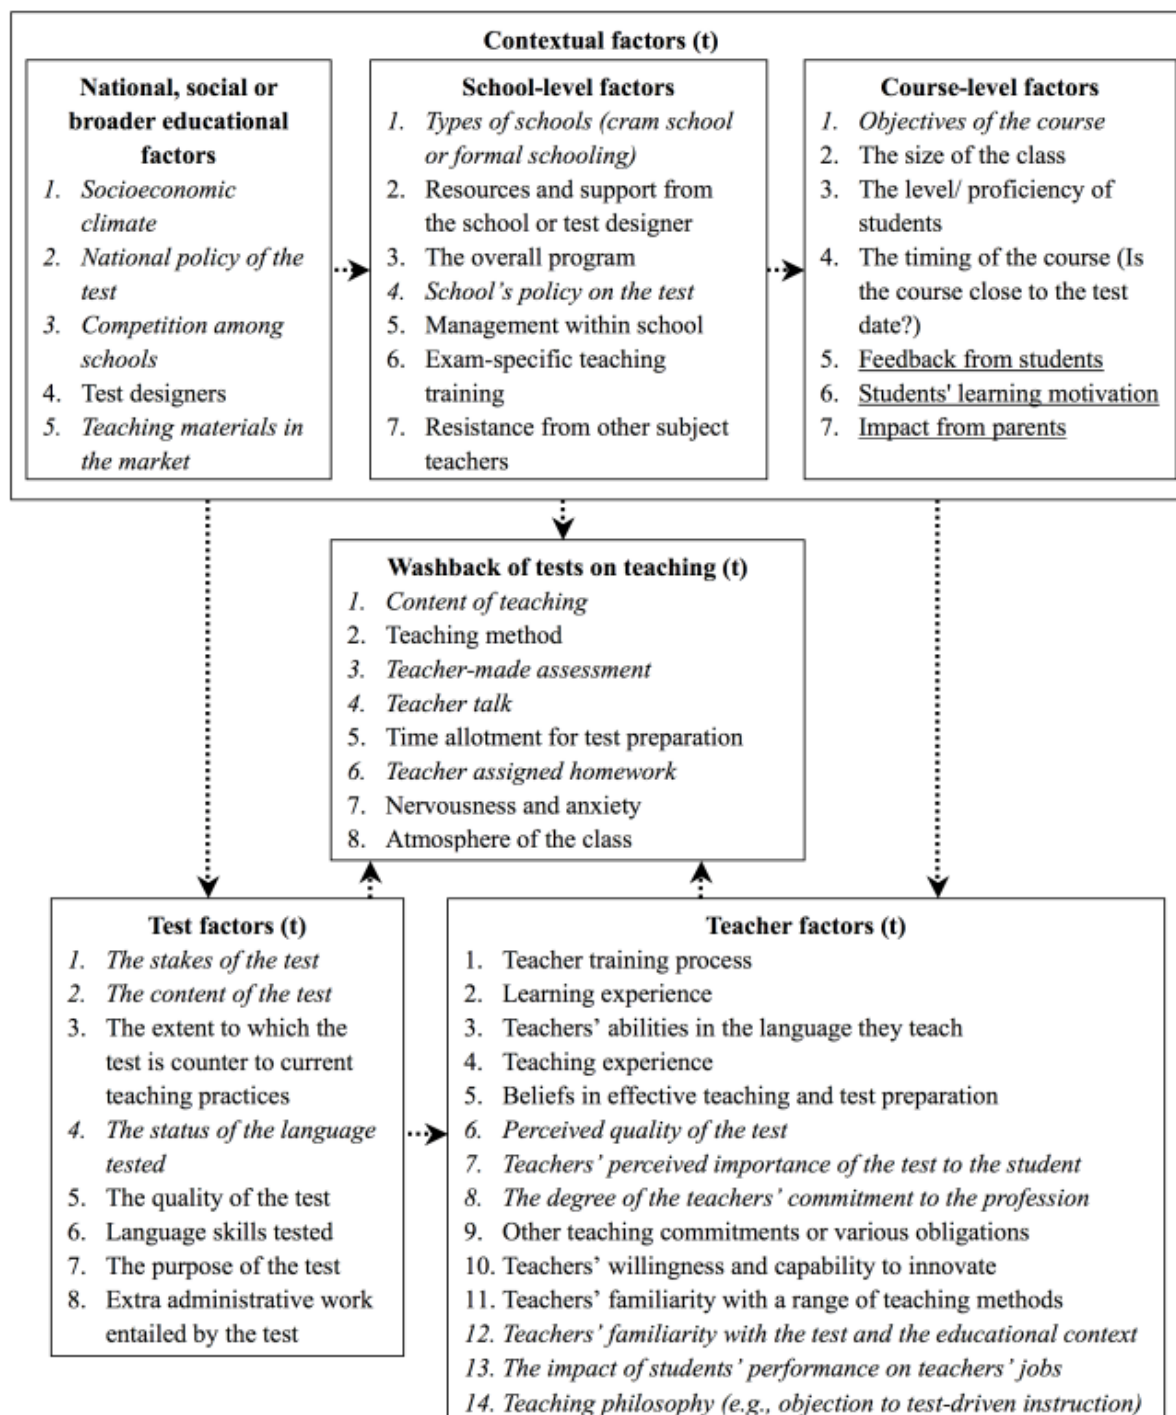 Contextual factors (t)
National, social or
broader educational
factors
1. Socioeconomic
climate
2. National policy of the
test
3. Competition among
schools
4. Test designers
5. Teaching materials in
the market
School-level factors
1. Types of schools (cram school
or formal schooling)
2. Resources and support from
the school or test designer
3. The overall program
4. School’s policy on the test
5. Management within school
6. Exam-specific teaching
training
7. Resistance from other subject
teachers
Course-level factors
1. Objectives of the course
2. The size of the class
3. The level/ proficiency of
students
4. The timing of the course (Is
the course close to the test
date?)
5. Feedback from students
6. Students' learning motivation
7. Impact from parents
Washback of tests on teaching (t)
1. Content of teaching
2. Teaching method
3. Teacher-made assessment
4. Teacher talk
5. Time allotment for test preparation
6. Teacher assigned homework
7. Nervousness and anxiety
8. Atmosphere of the class
Test factors (t)
1. The stakes of the test
2. The content of the test
3. The extent to which the
test is counter to current
teaching practices
4. The status of the language
tested
5. The quality of the test
6. Language skills tested
7. The purpose of the test
8. Extra administrative work
entailed by the test
Teacher factors (t)
1. Teacher training process
2. Learning experience
3. Teachers’ abilities in the language they teach
4. Teaching experience
5. Beliefs in effective teaching and test preparation
6. Perceived quality of the test
7. Teachers’ perceived importance of the test to the student
8. The degree of the teachers’ commitment to the profession
9. Other teaching commitments or various obligations
10. Teachers’ willingness and capability to innovate
11. Teachers’ familiarity with a range of teaching methods
12. Teachers’ familiarity with the test and the educational context
13. The impact of students’ performance on teachers’ jobs
14. Teaching philosophy (e.g., objection to test-driven instruction)